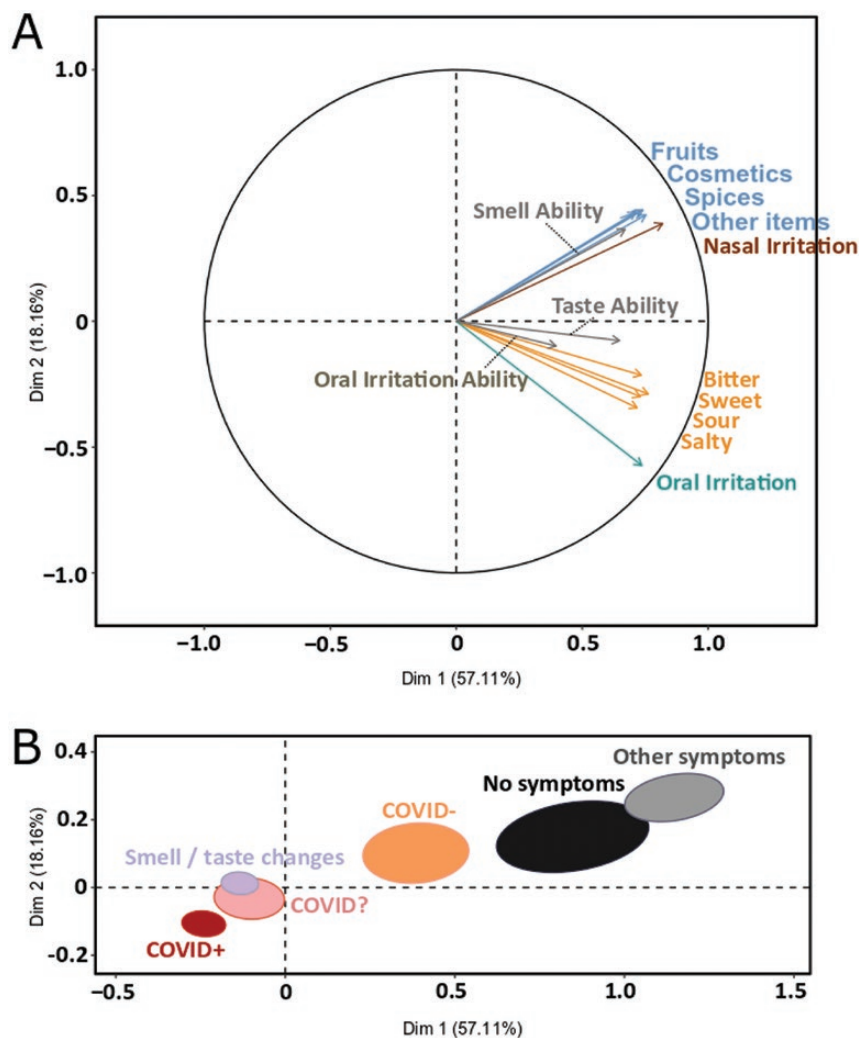 A
1.0
0.5
0
−0.5
−1.0
Dim 2 (18.16%)
Fruits
Cosmetics
Spices
Other items
Nasal Irritation
Smell Ability
Taste Ability
Oral Irritation Ability
Bitter
Sweet
Sour
Salty
Oral Irritation
−1.0 −0.5 0 0.5 1.0
Dim 1 (57.11%)
B
0.4
0.2
0
-0.2
Dim 2 (18.16%)
Other symptoms
No symptoms
COVID-
Smell / taste changes
COVID?
COVID+
−0.5 0 0.5 1.0 1.5
Dim 1 (57.11%)